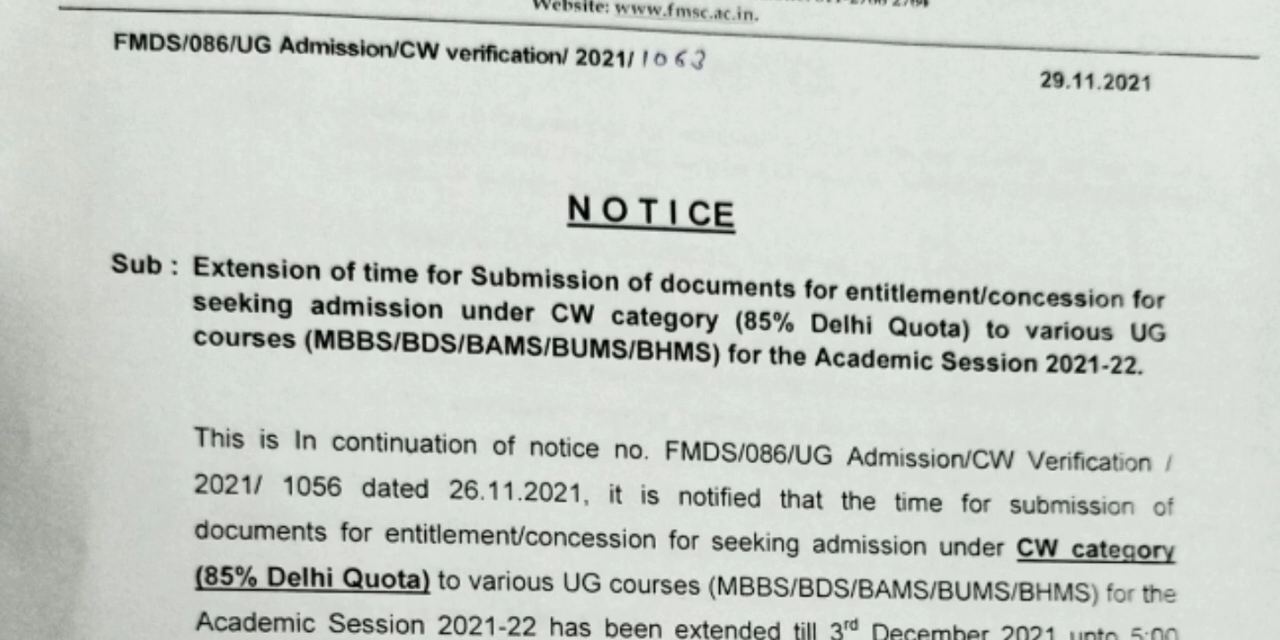 Website: www.fmsc.ac.in.
FMDS/086/UG Admission/CW verification/ 2021/ 1063
29.11.2021
NOTICE
Sub : Extension of time for Submission of documents for entitlement/concession for
seeking admission under CW category (85% Delhi Quota) to various UG
courses (MBBS/BDS/BAMS/BUMS/BHMS) for the Academic Session 2021-22.
This is In continuation of notice no. FMDS/086/UG Admission/CW Verification /
2021/ 1056 dated 26.11.2021, it is notified that the time for submission of
documents for entitlement/concession for seeking admission under CW category
(85% Delhi Quota) to various UG courses (MBBS/BDS/BAMS/BUMS/BHMS) for the
Academic Session 2021-22 has been extended till 3rd December 2021 upto 5:00